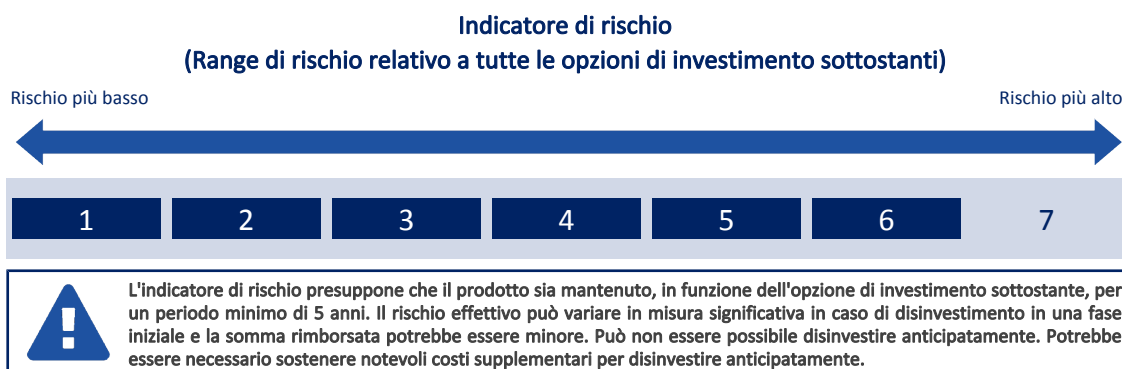 Indicatore di rischio
(Range di rischio relativo a tutte le opzioni di investimento sottostanti)
Rischio più basso Rischio più alto
1 2 3 4 5 6 7
L'indicatore di rischio presuppone che il prodotto sia mantenuto, in funzione dell'opzione di investimento sottostante, per
un periodo minimo di 5 anni. Il rischio effettivo può variare in misura significativa in caso di disinvestimento in una fase
iniziale e la somma rimborsata potrebbe essere minore. Può non essere possibile disinvestire anticipatamente. Potrebbe
essere necessario sostenere notevoli costi supplementari per disinvestire anticipatamente.